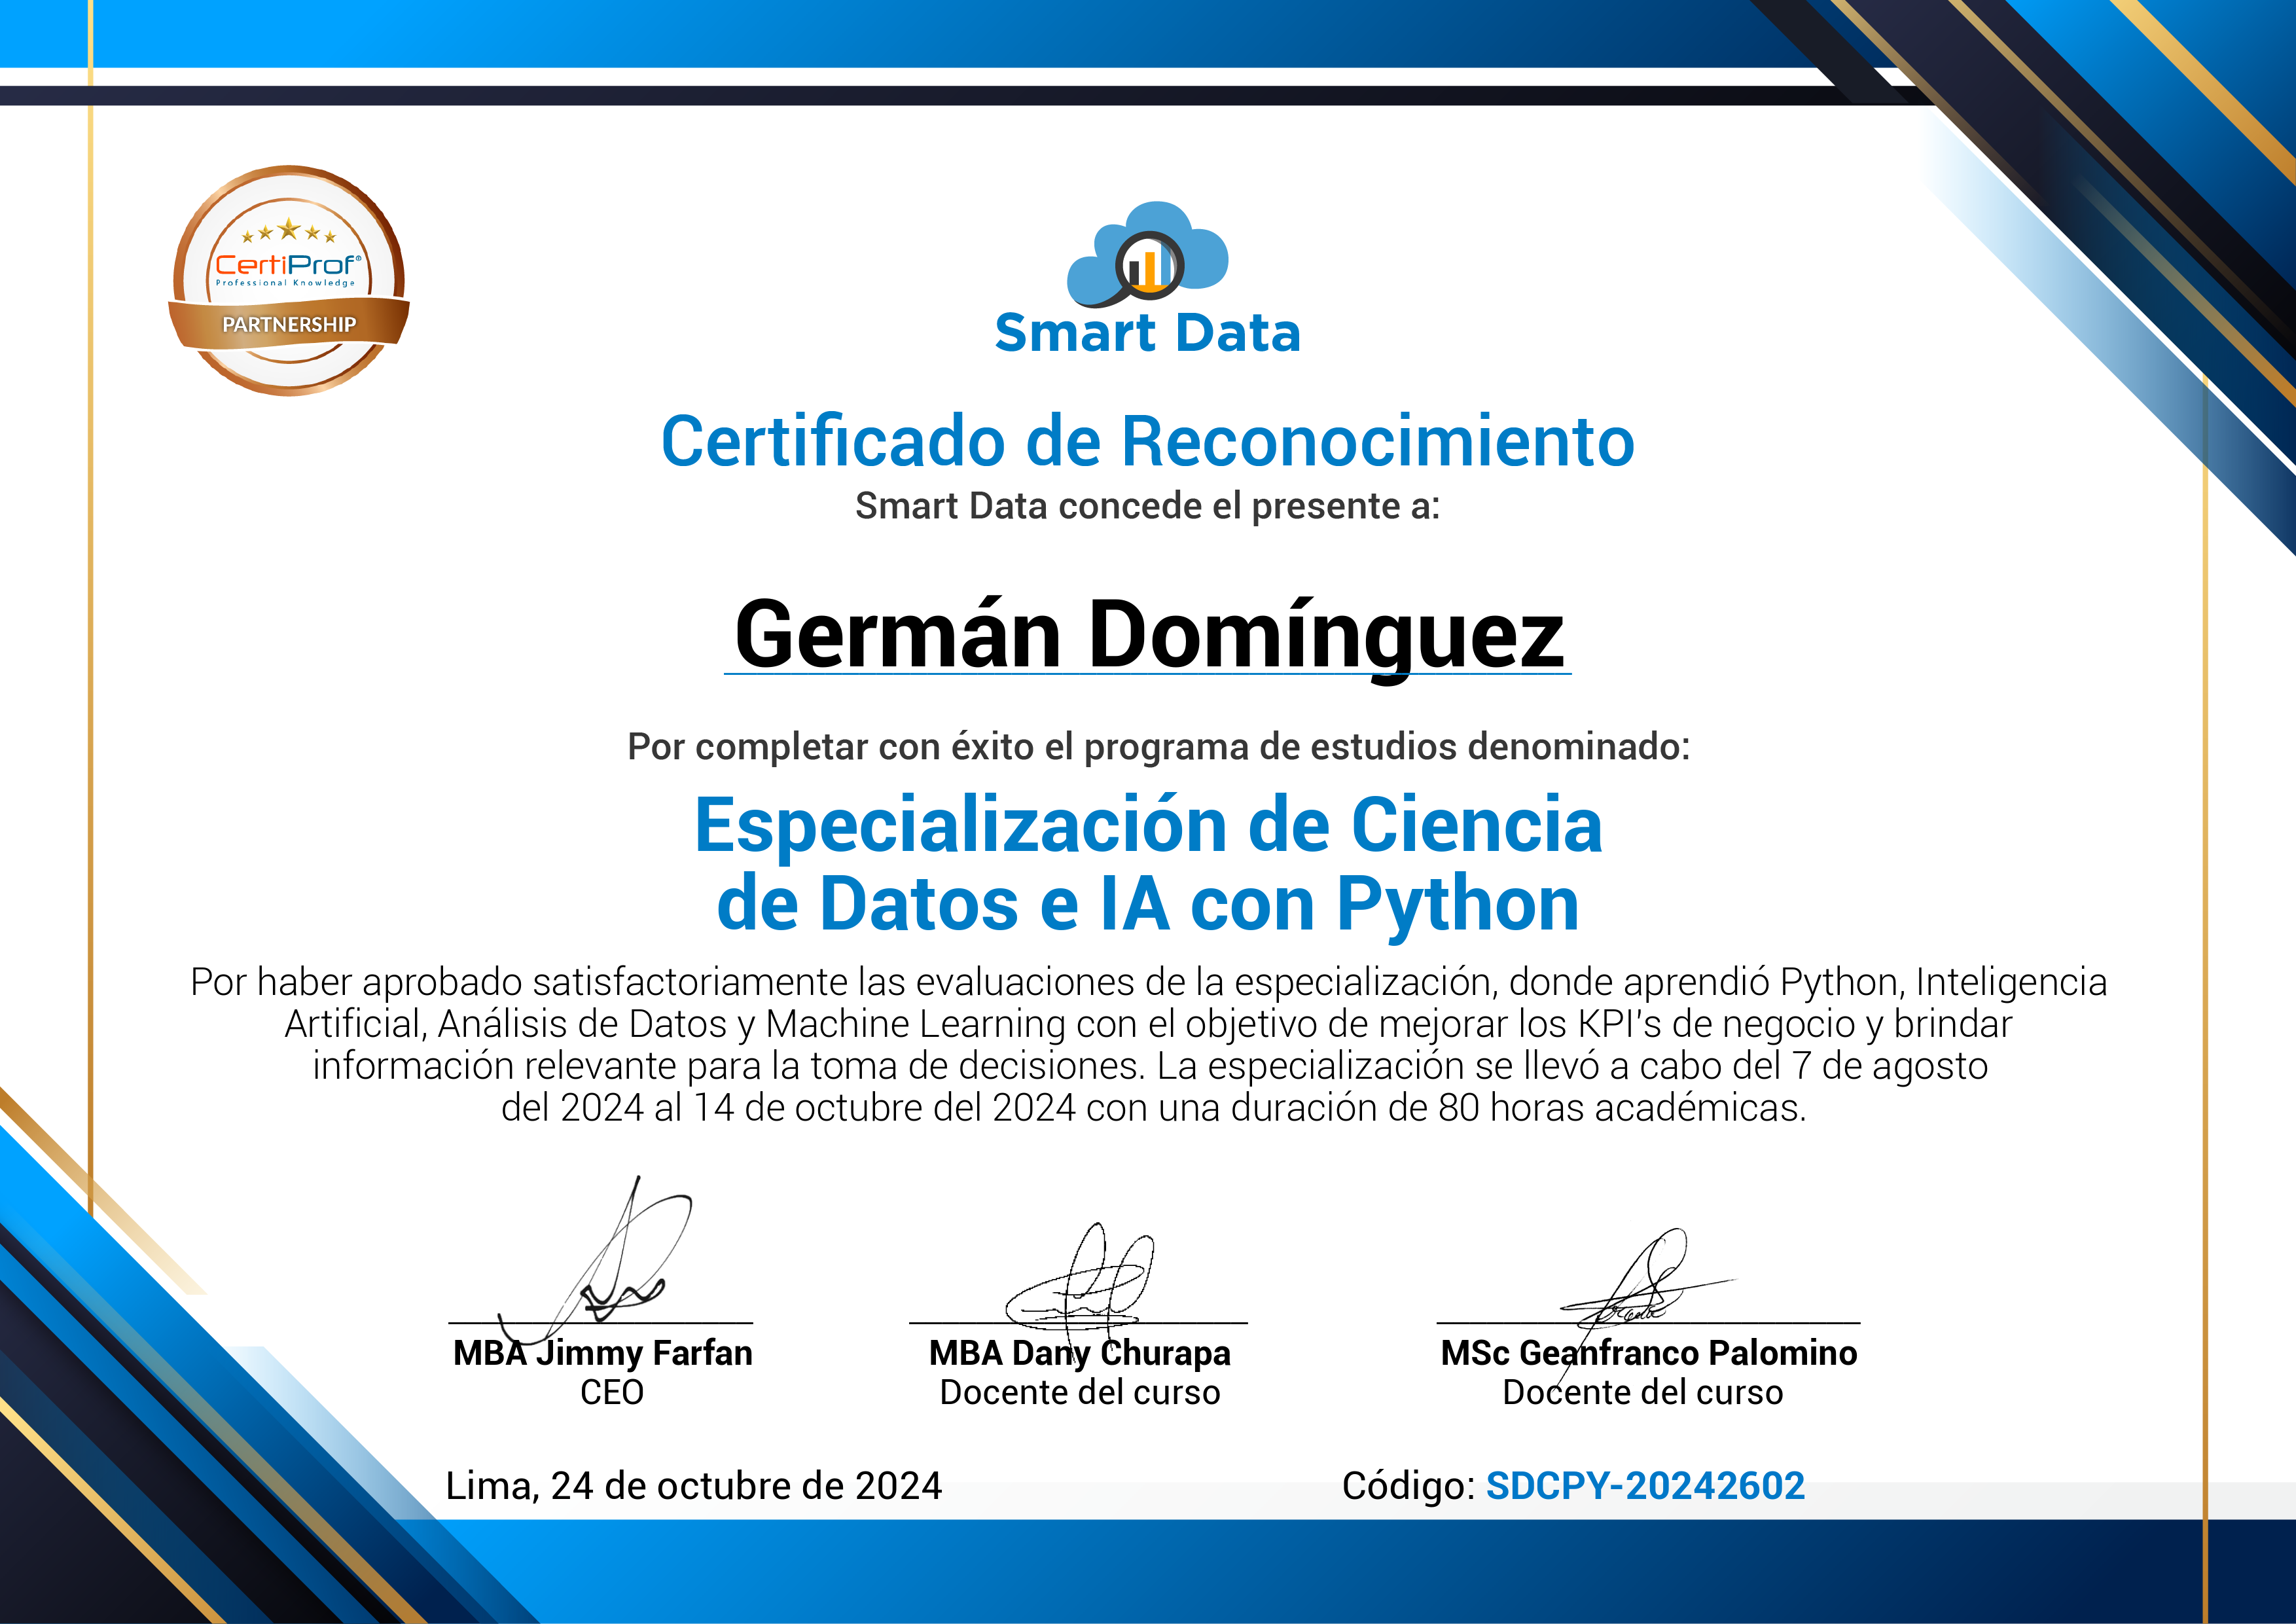 CertiProf®
Professional Knowledge
PARTNERSHIP
Smart Data
Certificado de Reconocimiento
Smart Data concede el presente a:
Germán Domínguez
Por completar con éxito el programa de estudios denominado:
Especialización de Ciencia
de Datos e IA con Python
Por haber aprobado satisfactoriamente las evaluaciones de la especialización, donde aprendió Python, Inteligencia
Artificial, Análisis de Datos y Machine Learning con el objetivo de mejorar los KPI's de negocio y brindar
información relevante para la toma de decisiones. La especialización se llevó a cabo del 7 de agosto
del 2024 al 14 de octubre del 2024 con una duración de 80 horas académicas.
MBA Jimmy Farfan
CEO
MBA Dany Churapa
Docente del curso
MSc Geanfranco Palomino
Docente del curso
Lima, 24 de octubre de 2024
Código: SDCPY-20242602